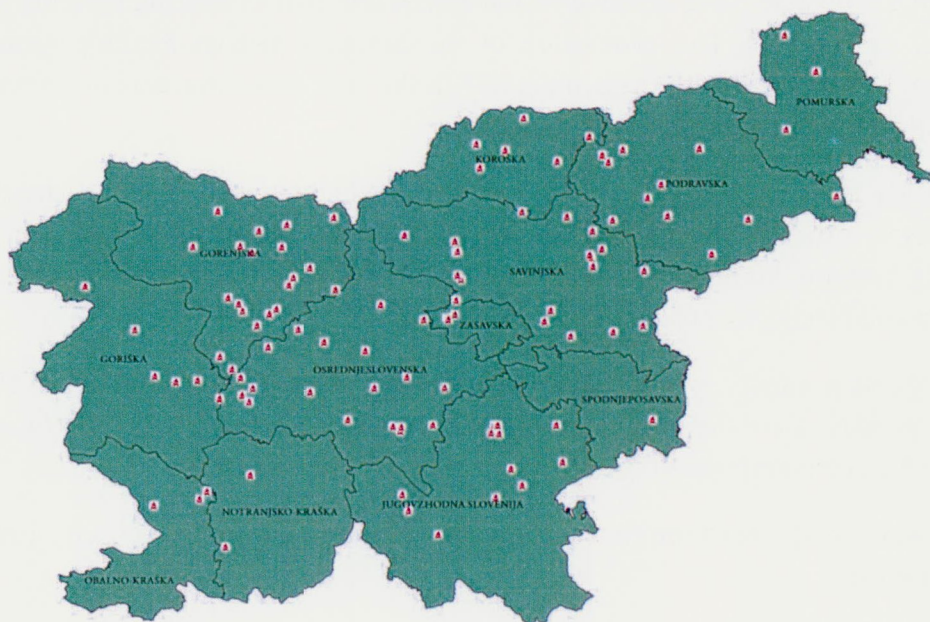 POMURSKA
KOROŠKA
PODRAVSKA
GORENJSKA
SAVINJSKA
ZASAVSKA
GORIŠKA
OSREDNJESLOVENSKA
SPODNJEPOSAVSKA
JUGOVZHODNA SLOVENIJA
NOTRANJSKO KRAŠKA
OBALNO-KRAŠKA